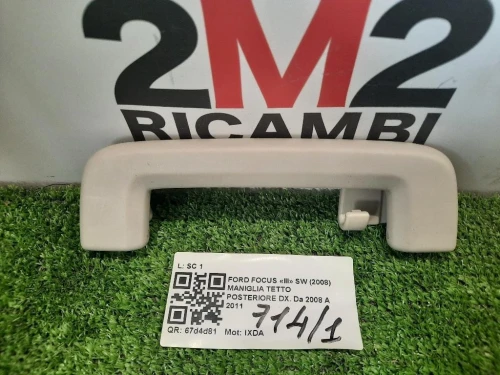 2M2
RICAMBI
L: SC 1
FORD FOCUS «II» SW (2008)
MANIGLIA TETTO
POSTERIORE DX. Da 2008 A
2011
714/1
QR: 67d4d81 Mot: IXDA